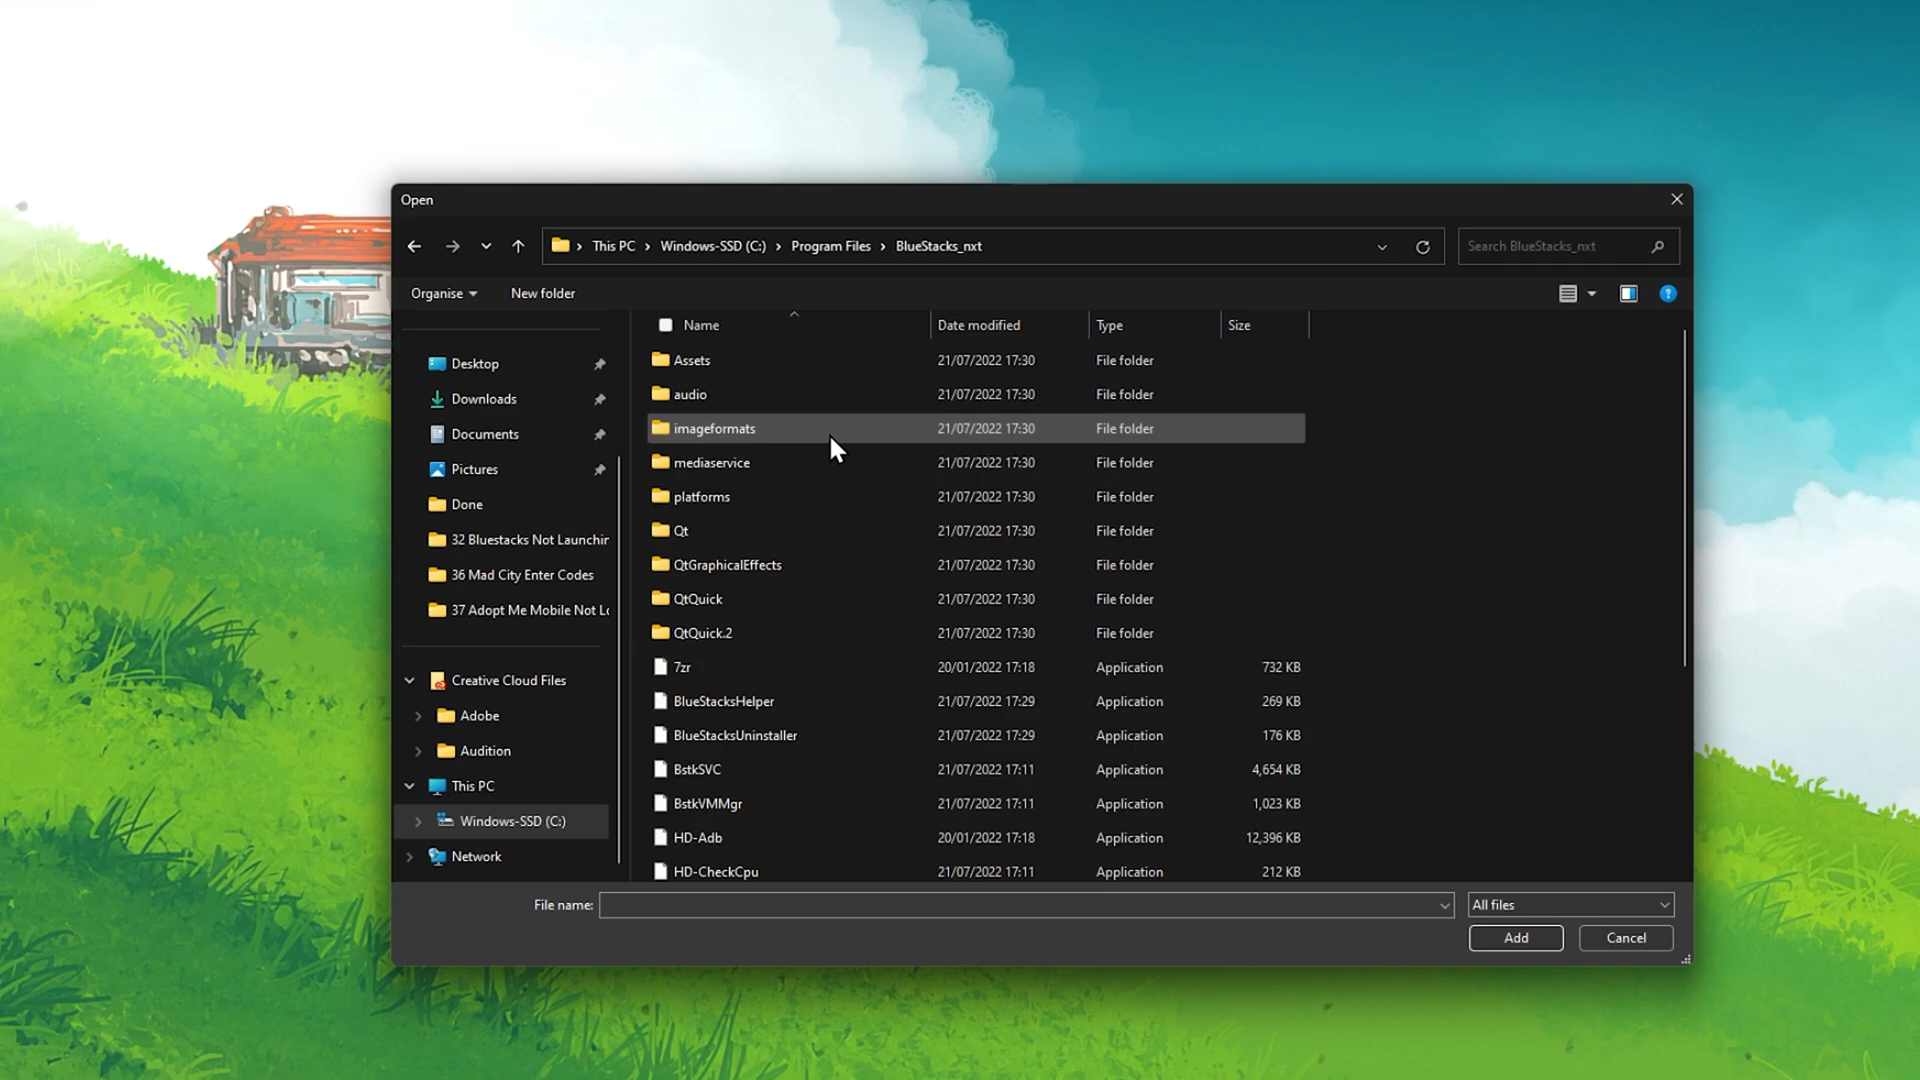 Open
This PC > Windows-SSD (C:) > Program Files > BlueStacks_nxt
Search BlueStacks_nxt
Organise
New folder
Name Date modified Type Size
Desktop
Downloads
Documents
Pictures
Done
32 Bluestacks Not Launchin
36 Mad City Enter Codes
37 Adopt Me Mobile Not Lo
Creative Cloud Files
Adobe
Audition
This PC
Windows-SSD (C:)
Network
Assets 21/07/2022 17:30 File folder
audio 21/07/2022 17:30 File folder
imageformats 21/07/2022 17:30 File folder
mediaservice 21/07/2022 17:30 File folder
platforms 21/07/2022 17:30 File folder
Qt 21/07/2022 17:30 File folder
QtGraphicalEffects 21/07/2022 17:30 File folder
QtQuick 21/07/2022 17:30 File folder
QtQuick.2 21/07/2022 17:30 File folder
7zr 20/01/2022 17:18 Application 732 KB
BlueStacksHelper 21/07/2022 17:29 Application 269 KB
BlueStacksUninstaller 21/07/2022 17:29 Application 176 KB
BstkSVC 21/07/2022 17:11 Application 4,654 KB
BstkVMMgr 21/07/2022 17:11 Application 1,023 KB
HD-Adb 20/01/2022 17:18 Application 12,396 KB
HD-CheckCpu 21/07/2022 17:11 Application 212 KB
File name:
All files
Add
Cancel